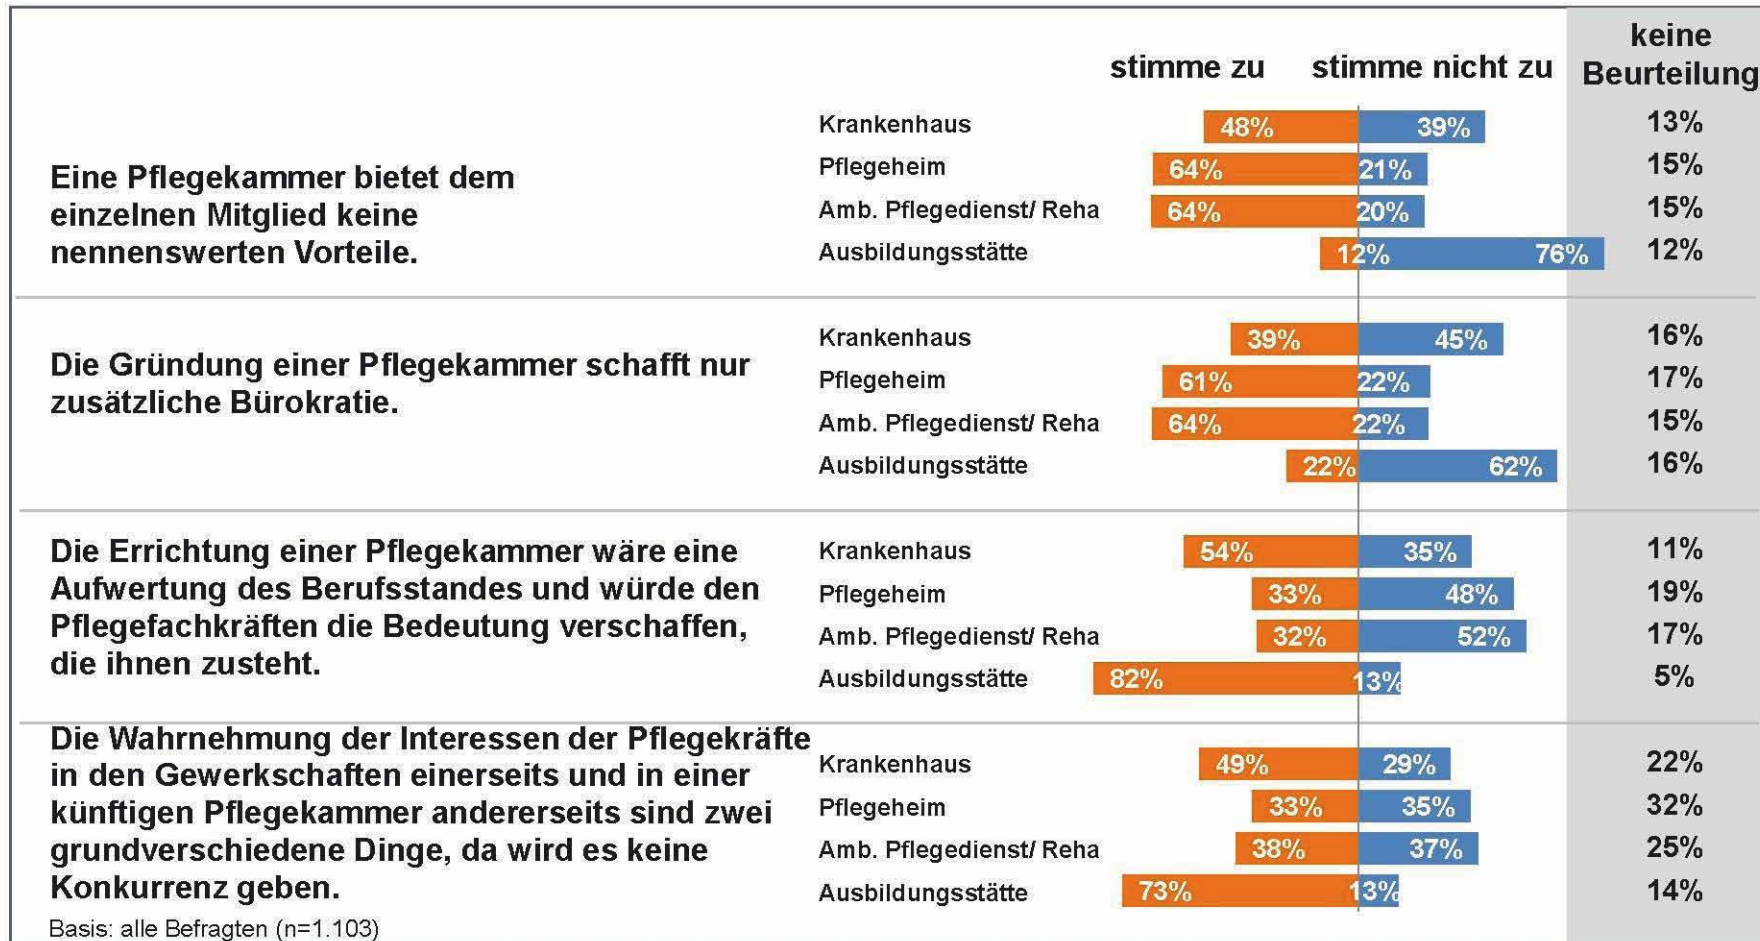 stimme zu stimme nicht zu keine Beurteilung
Eine Pflegekammer bietet dem
einzelnen Mitglied keine
nennenswerten Vorteile.
Krankenhaus 48% 39% 13%
Pflegeheim 64% 21% 15%
Amb. Pflegedienst/ Reha 64% 20% 15%
Ausbildungsstätte 12% 76% 12%
Die Gründung einer Pflegekammer schafft nur
zusätzliche Bürokratie.
Krankenhaus 39% 45% 16%
Pflegeheim 61% 22% 17%
Amb. Pflegedienst/ Reha 64% 22% 15%
Ausbildungsstätte 22% 62% 16%
Die Errichtung einer Pflegekammer wäre eine
Aufwertung des Berufsstandes und würde den
Pflegefachkräften die Bedeutung verschaffen,
die ihnen zusteht.
Krankenhaus 54% 35% 11%
Pflegeheim 33% 48% 19%
Amb. Pflegedienst/ Reha 32% 52% 17%
Ausbildungsstätte 82% 13% 5%
Die Wahrnehmung der Interessen der Pflegekräfte
in den Gewerkschaften einerseits und in einer
künftigen Pflegekammer andererseits sind zwei
grundverschiedene Dinge, da wird es keine
Konkurrenz geben.
Krankenhaus 49% 29% 22%
Pflegeheim 33% 35% 32%
Amb. Pflegedienst/ Reha 38% 37% 25%
Ausbildungsstätte 73% 13% 14%
Basis: alle Befragten (n=1.103)